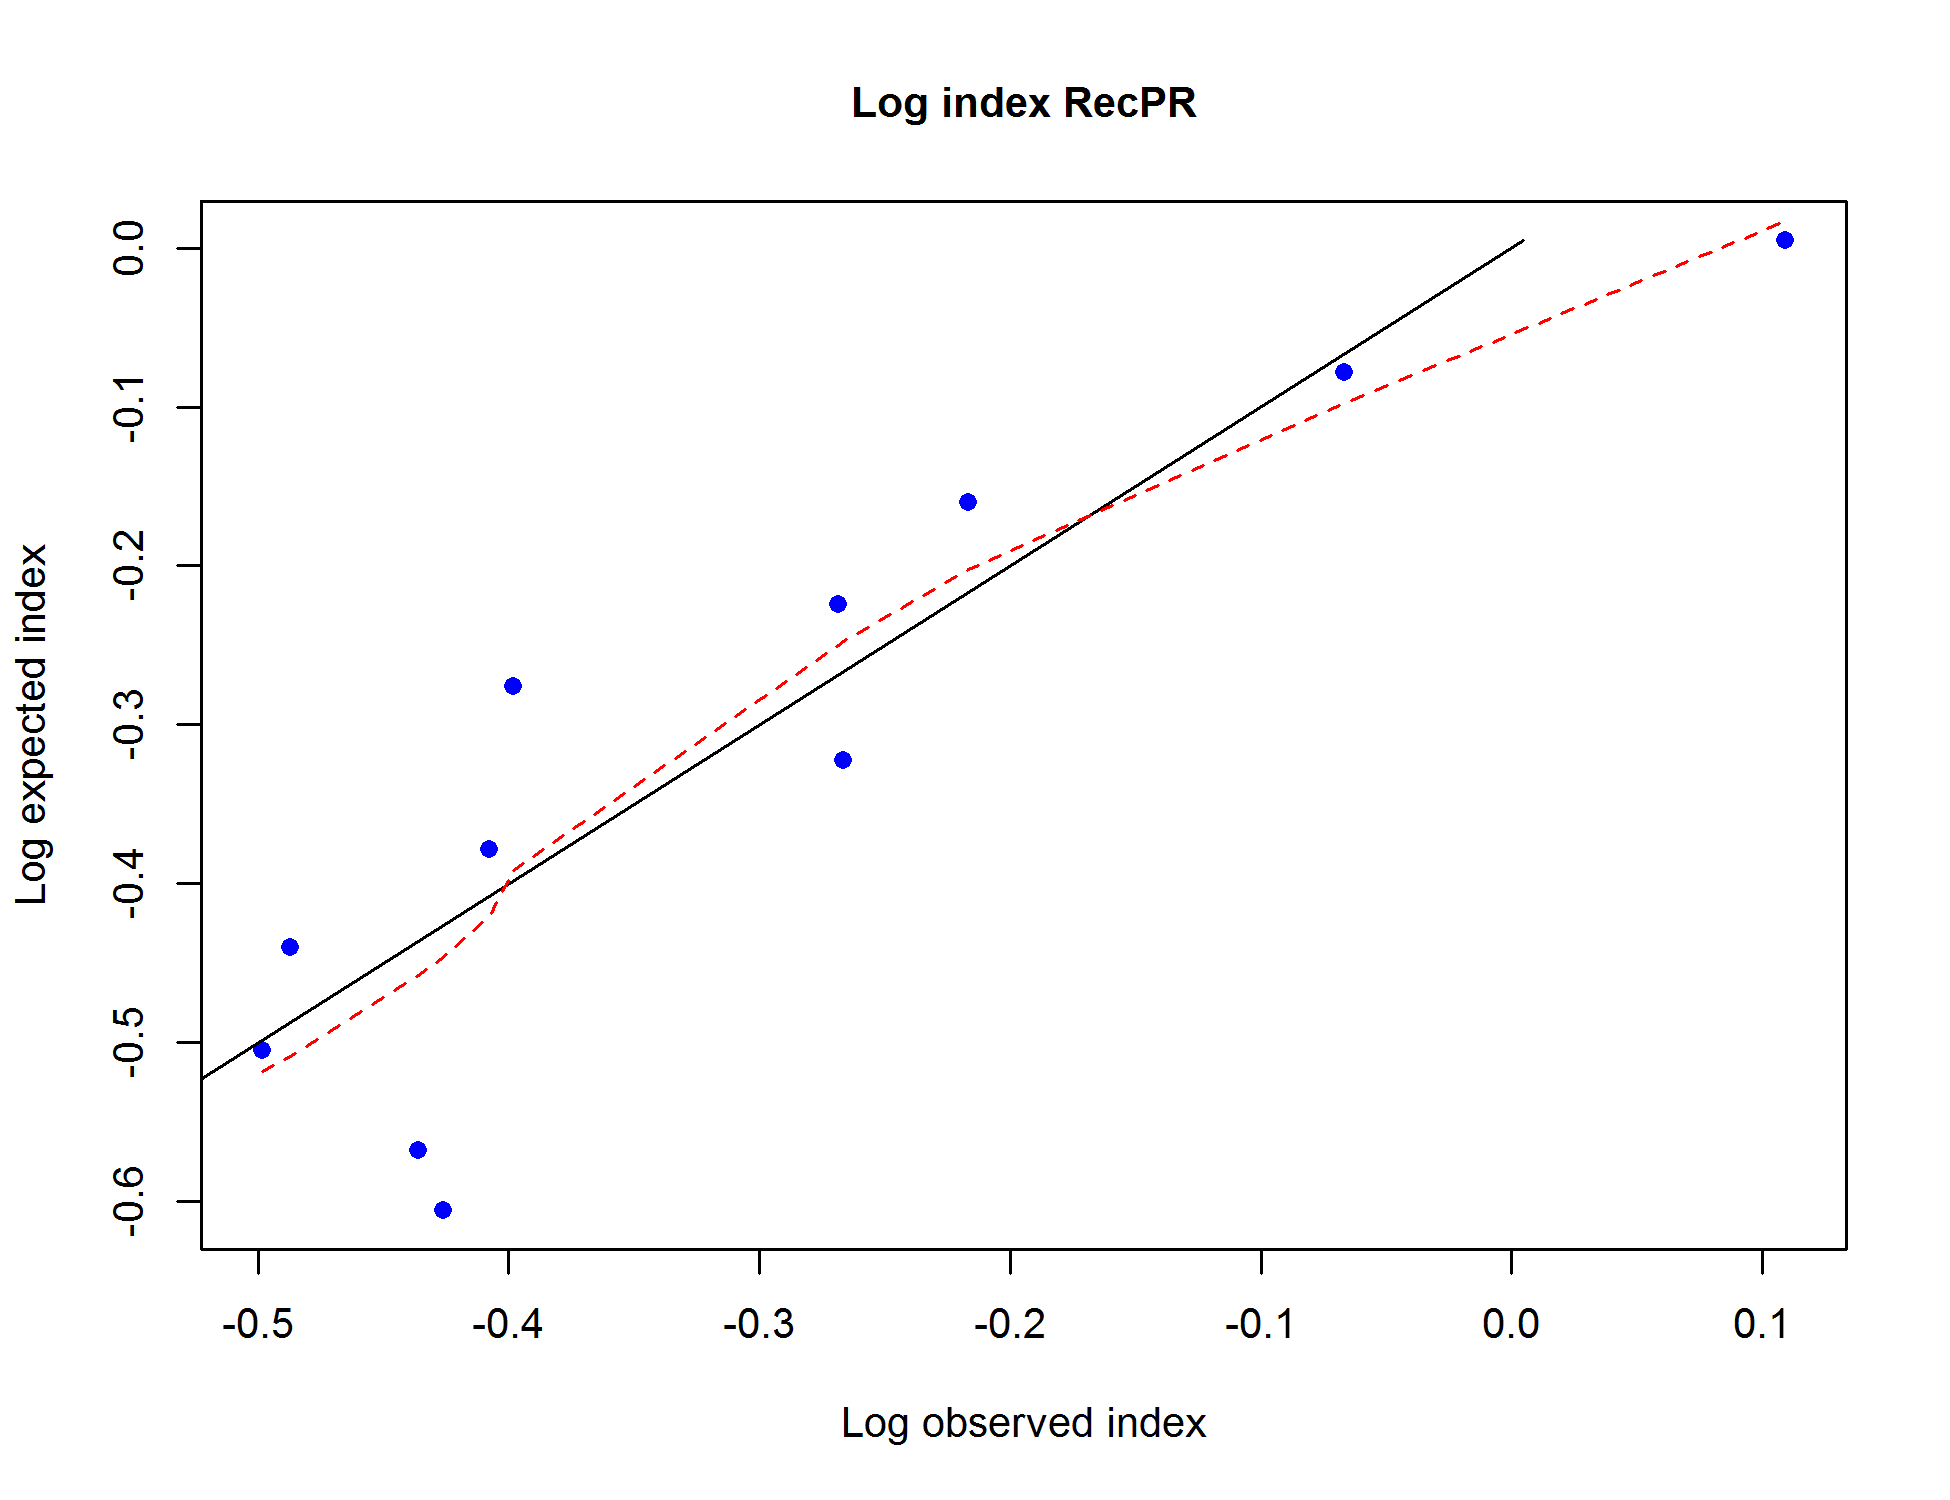 Log index RecPR
Log expected index
0.0
-0.1
-0.2
-0.3
-0.4
-0.5
-0.6
-0.5 -0.4 -0.3 -0.2 -0.1 0.0 0.1
Log observed index